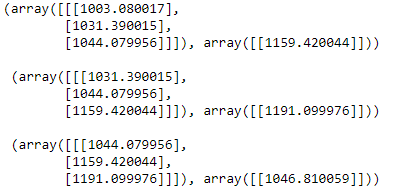 (array([[[1003.080017],
[1031.390015],
[1044.079956]]]), array([[1159.420044]]))
(array([[[1031.390015],
[1044.079956],
[1159.420044]]]), array([[1191.099976]]))
(array([[[1044.079956],
[1159.420044],
[1191.099976]]]), array([[1046.810059]]))